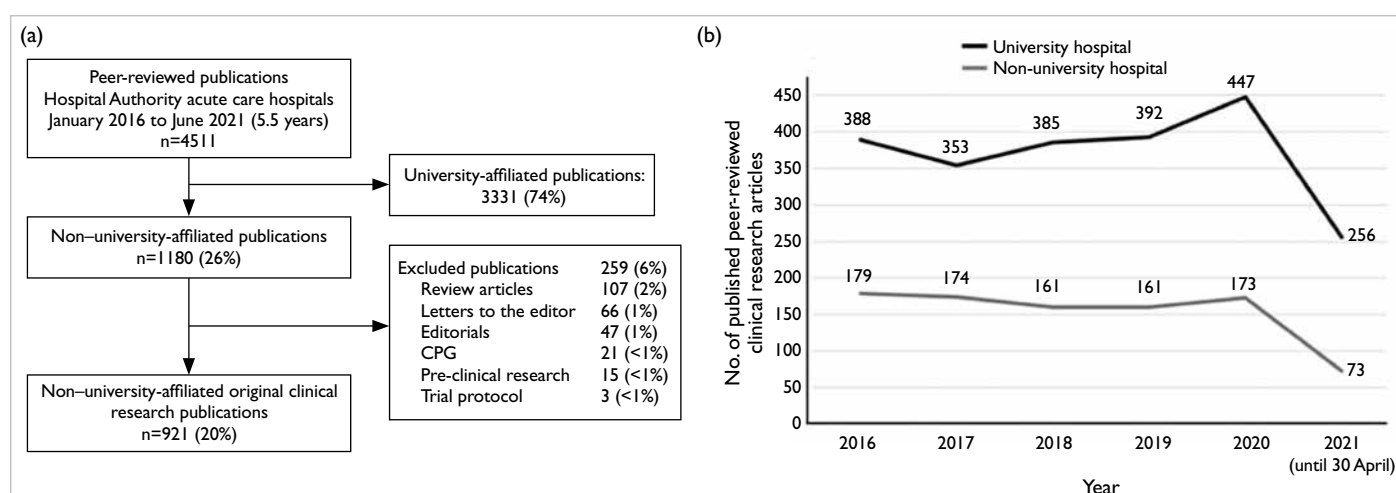 (a)
Peer-reviewed publications
Hospital Authority acute care hospitals
January 2016 to June 2021 (5.5 years)
n=4511
University-affiliated publications:
3331 (74%)
Non–university-affiliated publications
n=1180 (26%)
Excluded publications 259 (6%)
Review articles 107 (2%)
Letters to the editor 66 (1%)
Editorials 47 (1%)
CPG 21 (<1%)
Pre-clinical research 15 (<1%)
Trial protocol 3 (<1%)
Non–university-affiliated original clinical
research publications
n=921 (20%)
(b)
University hospital
Non-university hospital
No. of published peer-reviewed
clinical research articles
450
400
350
300
250
200
150
100
50
0
388
353
385
392
447
256
179
174
161
161
173
73
2016 2017 2018 2019 2020 2021
(until 30 April)
Year